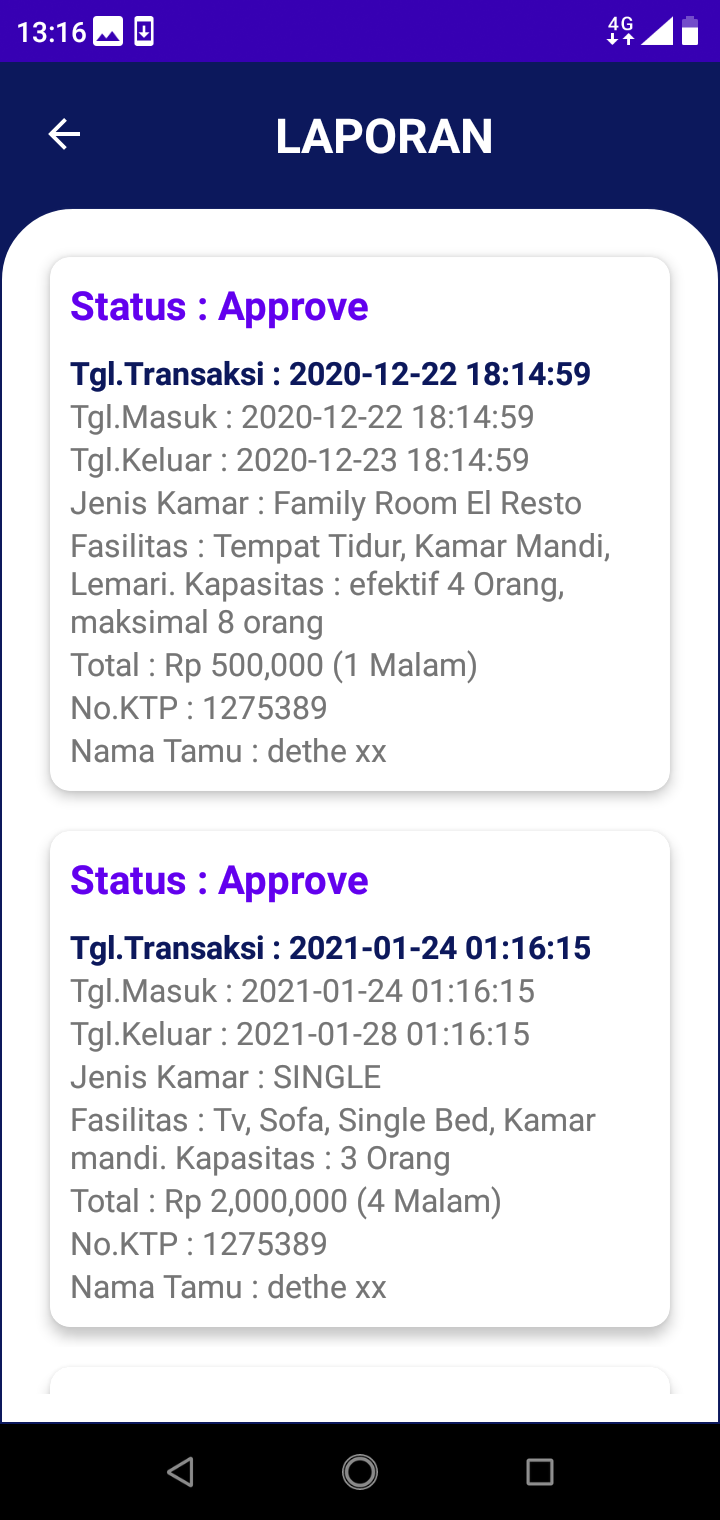 13:16
4G
LAPORAN
Status : Approve
Tgl.Transaksi : 2020-12-22 18:14:59
Tgl.Masuk : 2020-12-22 18:14:59
Tgl.Keluar : 2020-12-23 18:14:59
Jenis Kamar : Family Room El Resto
Fasilitas : Tempat Tidur, Kamar Mandi,
Lemari. Kapasitas : efektif 4 Orang,
maksimal 8 orang
Total : Rp 500,000 (1 Malam)
No.KTP : 1275389
Nama Tamu : dethe xx
Status : Approve
Tgl.Transaksi : 2021-01-24 01:16:15
Tgl.Masuk : 2021-01-24 01:16:15
Tgl.Keluar : 2021-01-28 01:16:15
Jenis Kamar : SINGLE
Fasilitas : Tv, Sofa, Single Bed, Kamar
mandi. Kapasitas : 3 Orang
Total : Rp 2,000,000 (4 Malam)
No.KTP : 1275389
Nama Tamu : dethe xx